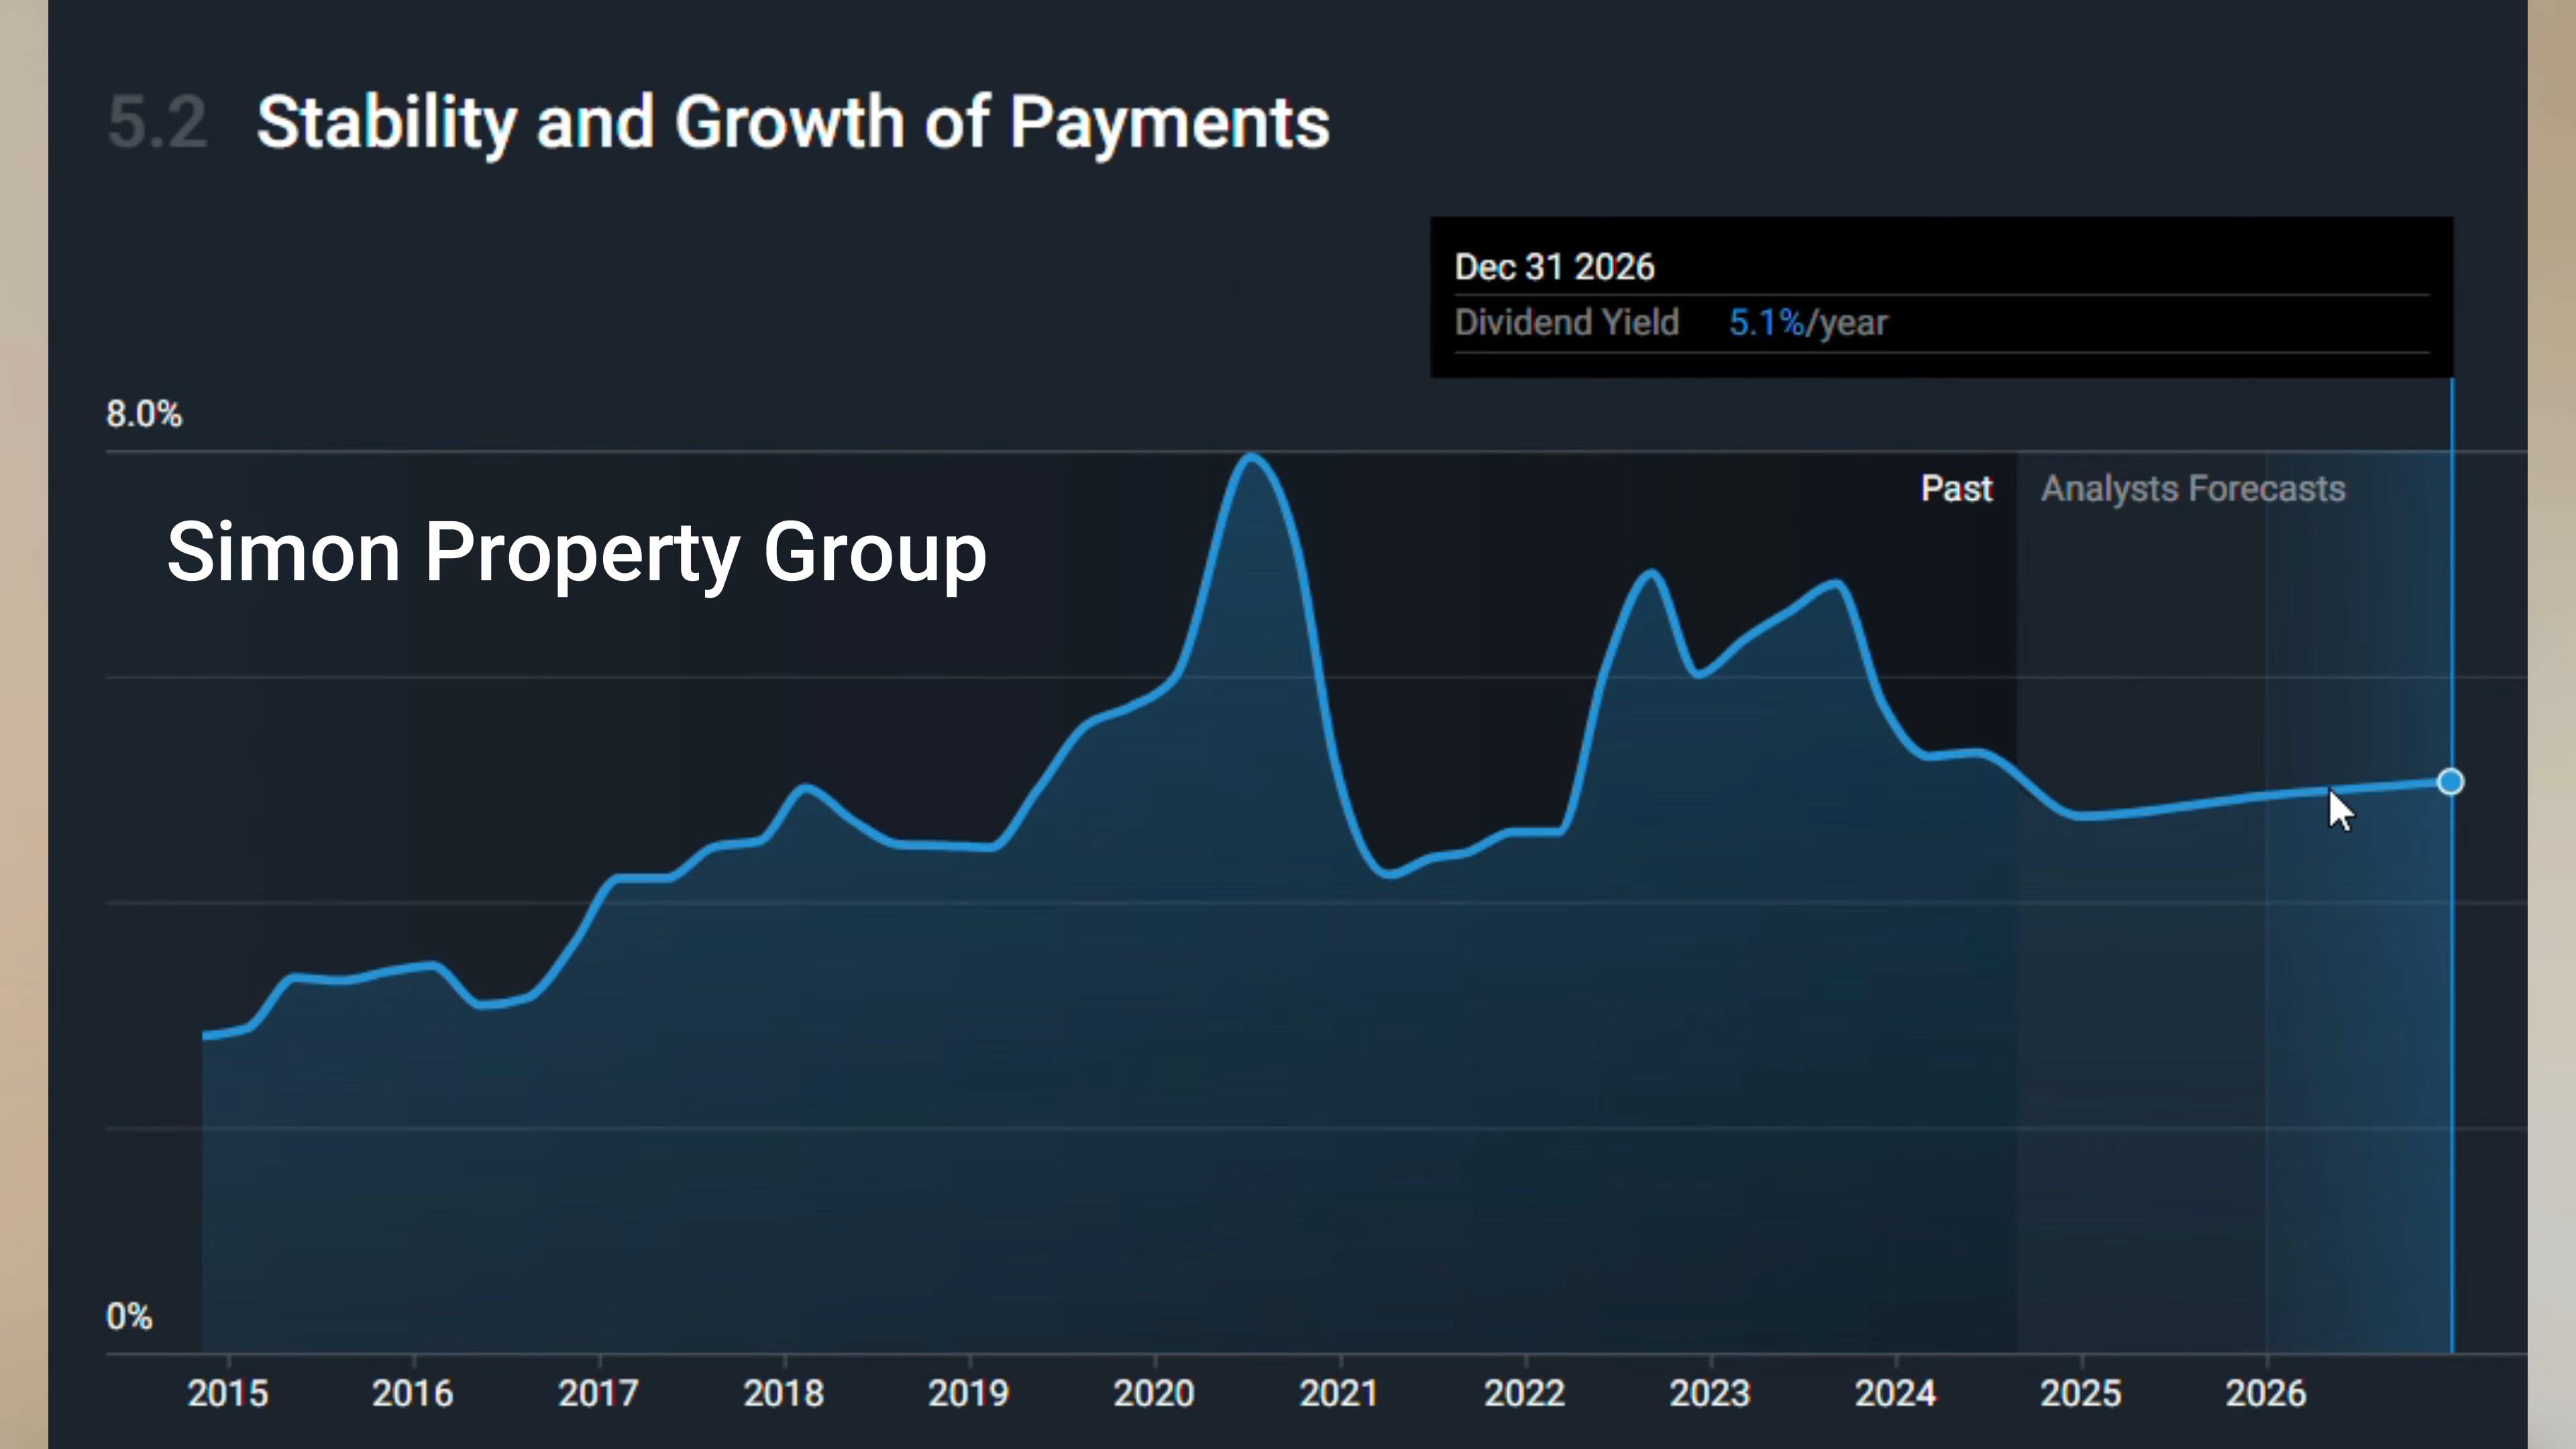 5.2 Stability and Growth of Payments
Dec 31 2026
Dividend Yield 5.1%/year
8.0%
Past Analysts Forecasts
Simon Property Group
0%
2015 2016 2017 2018 2019 2020 2021 2022 2023 2024 2025 2026